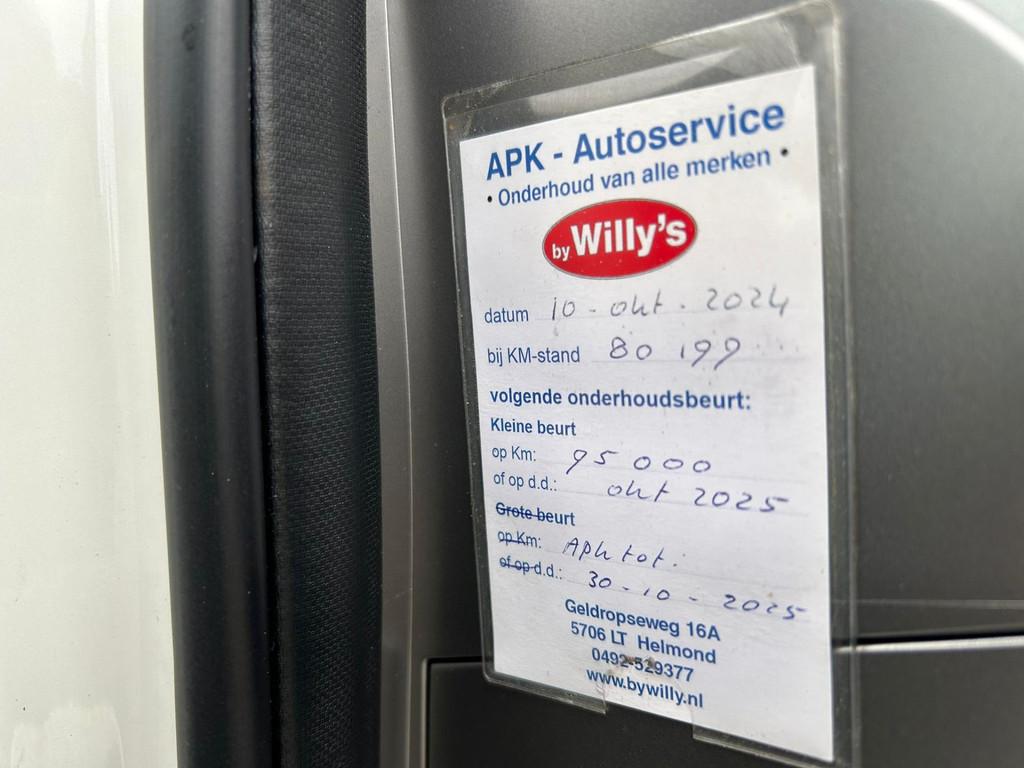 APK - Autoservice
• Onderhoud van alle merken •
by Willy's
datum 10 - okt. 2024
bij KM-stand 80 199
volgende onderhoudsbeurt:
Kleine beurt
op Km: 95 000
of op d.d.: okt 2025
Grote beurt
op Km: Apk tot:
of op d.d.: 30 - 10 - 2025
Geldropseweg 16A
5706 LT Helmond
0492-529377
www.bywilly.nl